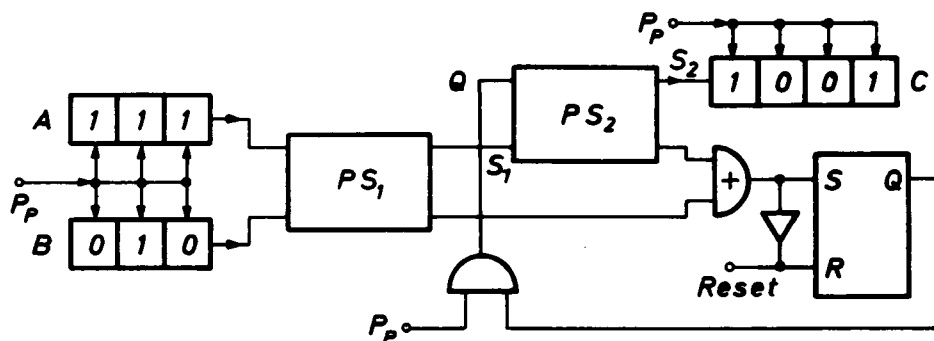 P_P
S_2
1 0 0 1 C
Q
PS_2
A 1 1 1
PS_1
S_1
P_P
B 0 1 0
+
S Q
R
Reset
P_P